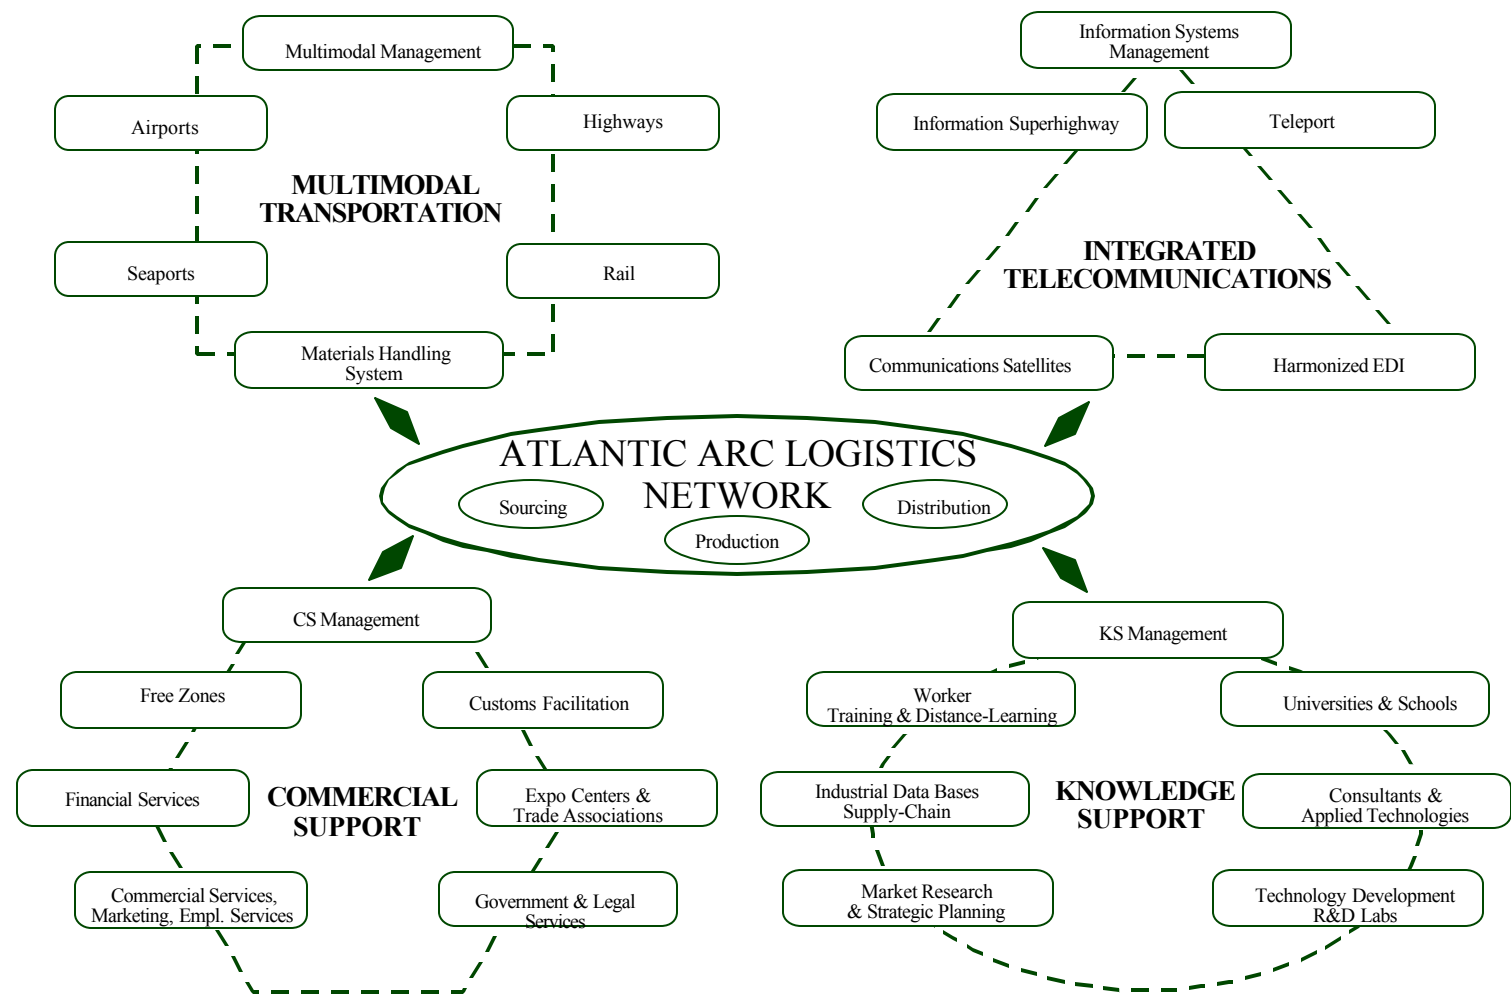 Multimodal Management
Airports
Highways
MULTIMODAL
TRANSPORTATION
Seaports
Rail
Materials Handling
System
Information Systems
Management
Information Superhighway
Teleport
INTEGRATED
TELECOMMUNICATIONS
Communications Satellites
Harmonized EDI
ATLANTIC ARC LOGISTICS
NETWORK
Sourcing
Production
Distribution
CS Management
Free Zones
Customs Facilitation
Financial Services
COMMERCIAL
SUPPORT
Expo Centers &
Trade Associations
Commercial Services,
Marketing, Empl. Services
Government & Legal
Services
KS Management
Worker
Training & Distance-Learning
Universities & Schools
Industrial Data Bases
Supply-Chain
KNOWLEDGE
SUPPORT
Consultants &
Applied Technologies
Market Research
& Strategic Planning
Technology Development
R&D Labs